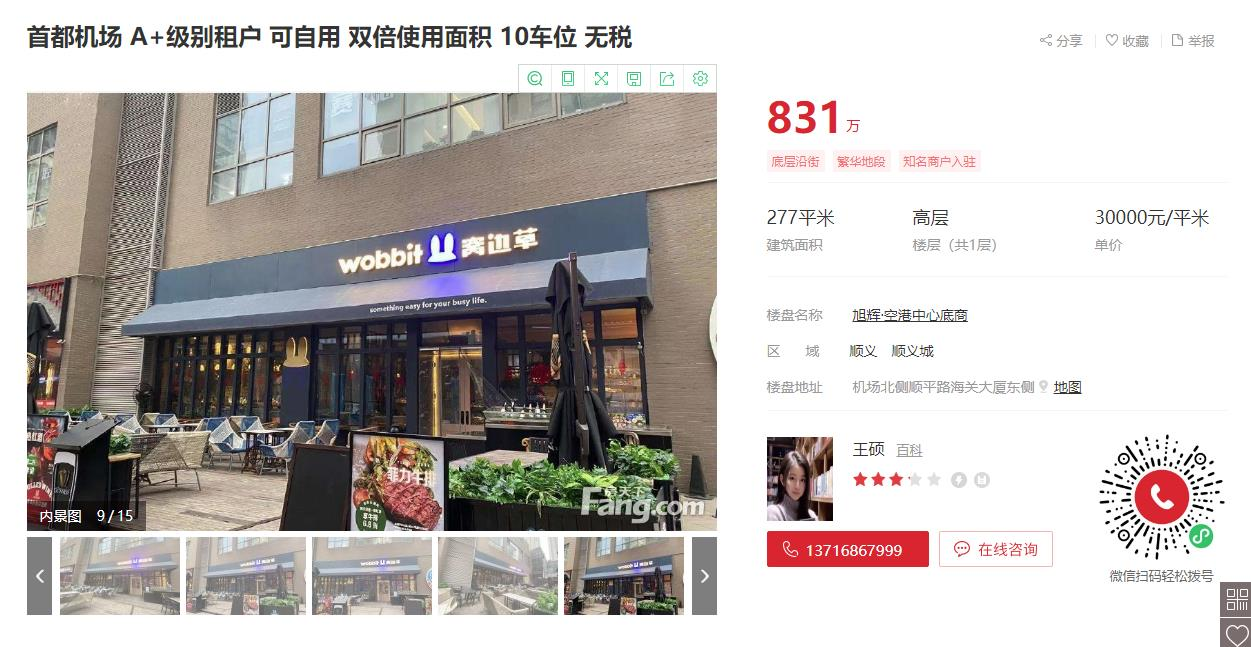 首都机场 A+级别租户 可自用 双倍使用面积 10车位 无税
分享 收藏 举报
831万
底层沿街 繁华地段 知名商户入驻
277平米 高层 30000元/平米
建筑面积 楼层（共1层） 单价
楼盘名称 旭辉·空港中心底商
区 域 顺义 顺义城
楼盘地址 机场北侧顺平路海关大厦东侧 地图
王硕 百科
13716867999 在线咨询
微信扫码轻松拨号
wobbit 窝边草
something easy for your busy life.
菲力牛排
房天下
Fang.com
内景图 9/15